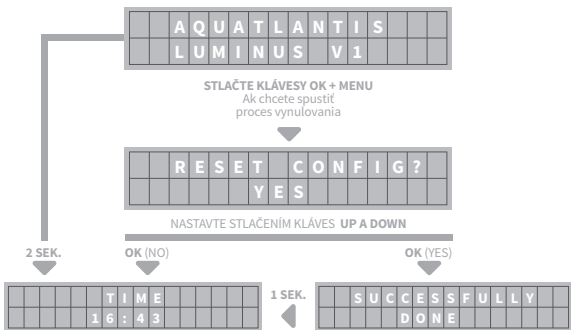 AQUATLANTIS
LUMINUS V1
STLAČTE KLÁVESY OK + MENU
Ak chcete spustiť
proces vynulovania
RESET CONFIG?
YES
NASTAVTE STLAČENÍM KLÁVES UP A DOWN
2 SEK.
OK (NO)
OK (YES)
TIME
16:43
1 SEK.
SUCCESSFULLY
DONE